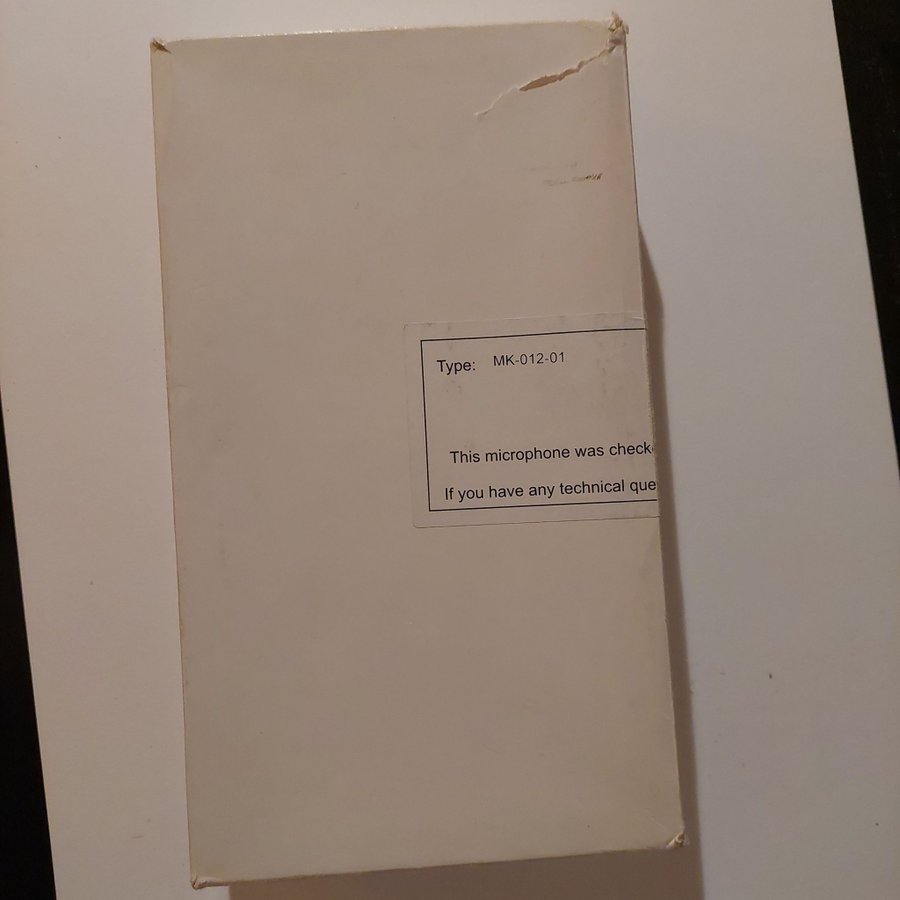 Type: MK-012-01
This microphone was check
If you have any technical que